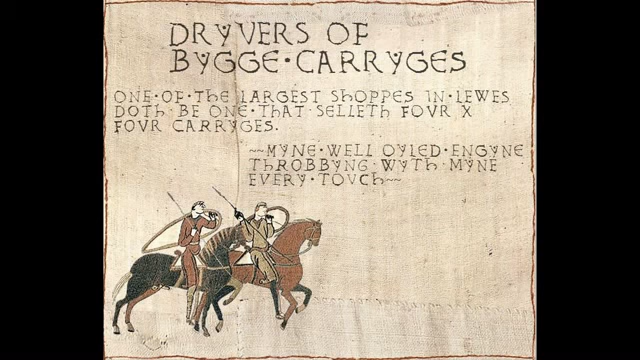 DRYVERS OF
BYGGE·CARRYGES
ONE·OF·The LARGEST ShOPPES IN·LEWES
DOTh·BE ONE·ThAT·SELLETh FOVR X
FOVR CARRYGES.
~~MYNE·WELL OYLED·ENGYNE
ThROBBYNG·WYTh·MYNE
EVERY·TOVCh~~